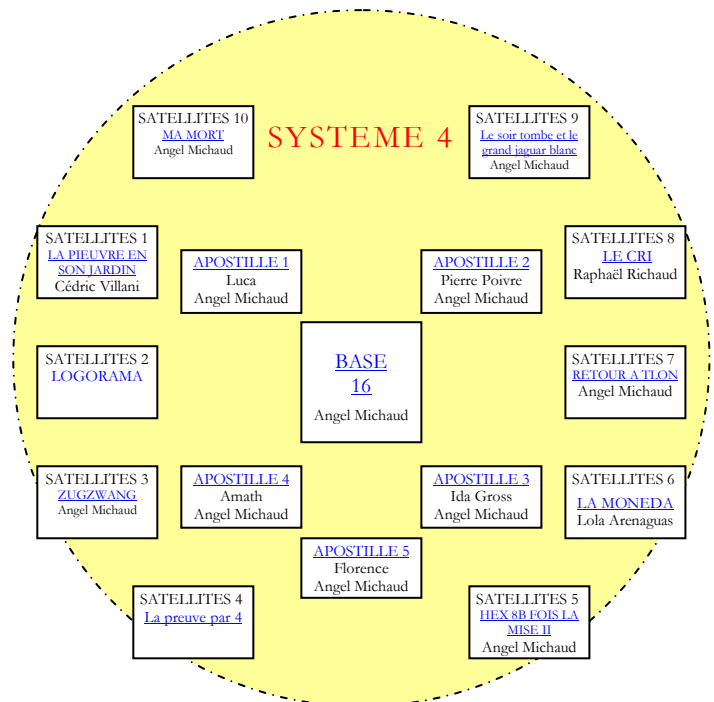 SATELLITES 10
MA MORT
Angel Michaud
SYSTEME 4
SATELLITES 9
Le soir tombe et le
grand jaguar blanc
Angel Michaud
SATELLITES 1
LA PIEUVRE EN
SON JARDIN
Cédric Villani
APOSTILLE 1
Luca
Angel Michaud
APOSTILLE 2
Pierre Poivre
Angel Michaud
SATELLITES 8
LE CRI
Raphaël Richaud
SATELLITES 2
LOGORAMA
BASE
16
Angel Michaud
SATELLITES 7
RETOUR A TLON
Angel Michaud
SATELLITES 3
ZUGZWANG
Angel Michaud
APOSTILLE 4
Amath
Angel Michaud
APOSTILLE 3
Ida Gross
Angel Michaud
SATELLITES 6
LA MONEDA
Lola Arenaguas
APOSTILLE 5
Florence
Angel Michaud
SATELLITES 4
La preuve par 4
SATELLITES 5
HEX 8B FOIS LA
MISE II
Angel Michaud